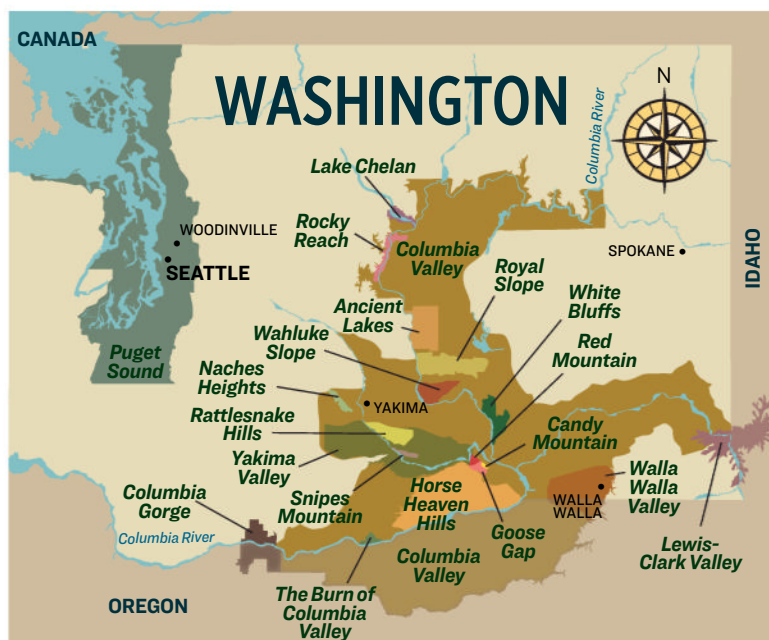 CANADA
WASHINGTON
N
Columbia River
Lake Chelan
WOODINVILLE
SEATTLE
Rocky
Reach
Columbia
Valley
SPOKANE
IDAHO
Royal
Slope
White
Bluffs
Ancient
Lakes
Wahluke
Slope
Red
Mountain
Puget
Sound
Naches
Heights
YAKIMA
Rattlesnake
Hills
Candy
Mountain
Yakima
Valley
Snipes
Mountain
Horse
Heaven
Hills
Goose
Gap
WALLA
WALLA
Walla
Walla
Valley
Columbia
Gorge
Columbia River
Columbia
Valley
Lewis-
Clark Valley
The Burn of
Columbia
Valley
OREGON